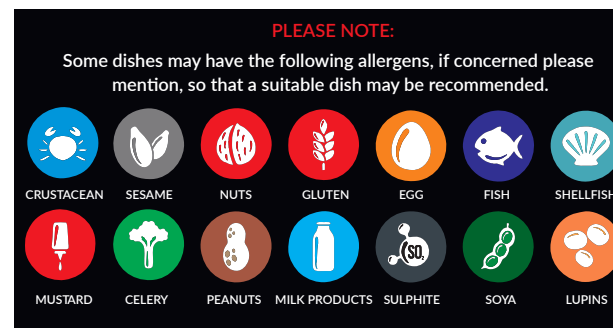 PLEASE NOTE:
Some dishes may have the following allergens, if concerned please
mention, so that a suitable dish may be recommended.
CRUSTACEAN SESAME NUTS GLUTEN EGG FISH SHELLFISH
SO₂
MUSTARD CELERY PEANUTS MILK PRODUCTS SULPHITE SOYA LUPINS